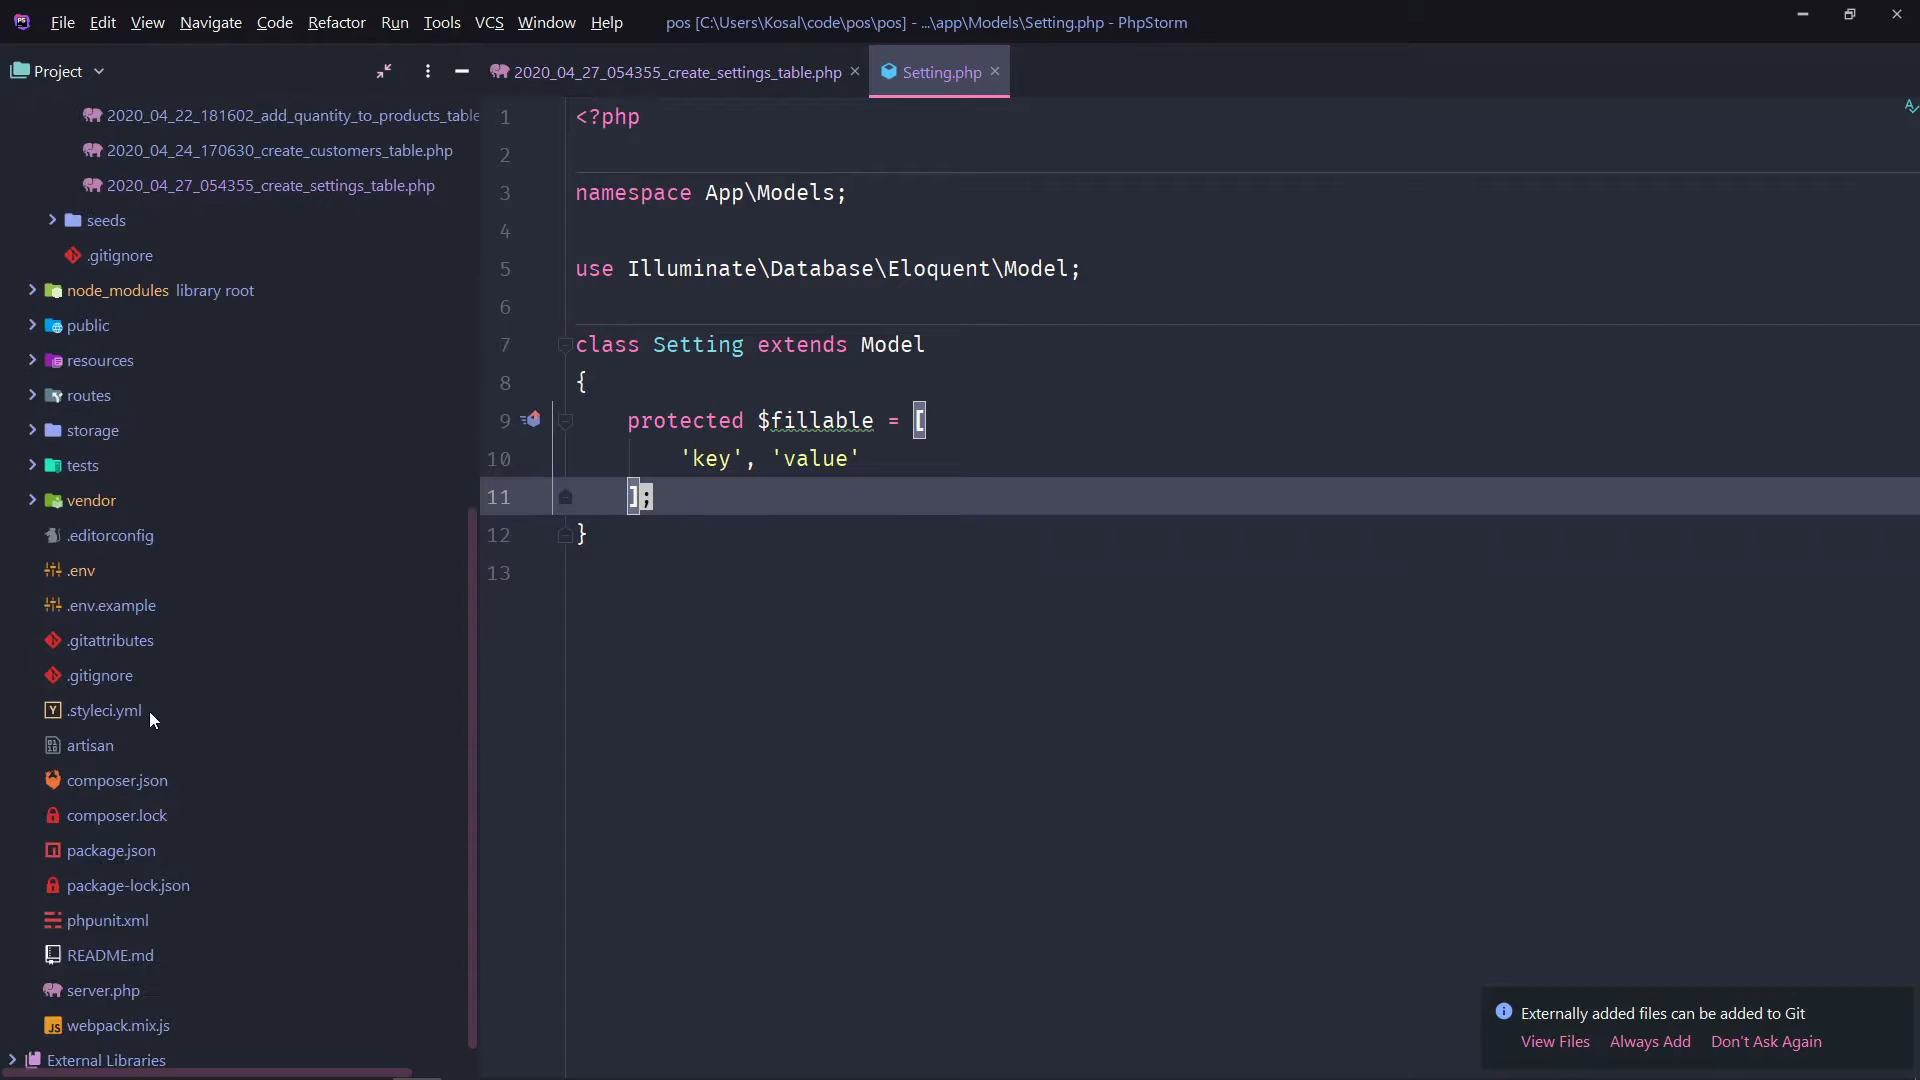 File Edit View Navigate Code Refactor Run Tools VCS Window Help pos [C:\Users\Kosal\code\pos\pos] - ...\app\Models\Setting.php - PhpStorm
Project
2020_04_27_054355_create_settings_table.php
Setting.php
2020_04_22_181602_add_quantity_to_products_table
2020_04_24_170630_create_customers_table.php
2020_04_27_054355_create_settings_table.php
seeds
.gitignore
node_modules library root
public
resources
routes
storage
tests
vendor
.editorconfig
.env
.env.example
.gitattributes
.gitignore
.styleci.yml
artisan
composer.json
composer.lock
package.json
package-lock.json
phpunit.xml
README.md
server.php
webpack.mix.js
External Libraries
1 <?php
2
3 namespace App\Models;
4
5 use Illuminate\Database\Eloquent\Model;
6
7 class Setting extends Model
8 {
9 protected $fillable = [
10 'key', 'value'
11 ];
12 }
13
Externally added files can be added to Git
View Files Always Add Don't Ask Again